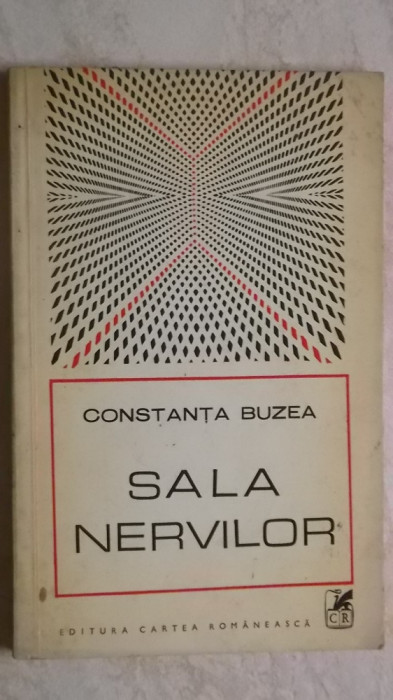 CONSTANȚA BUZEA
SALA
NERVILOR
EDITURA CARTEA ROMÂNEASCĂ
CR